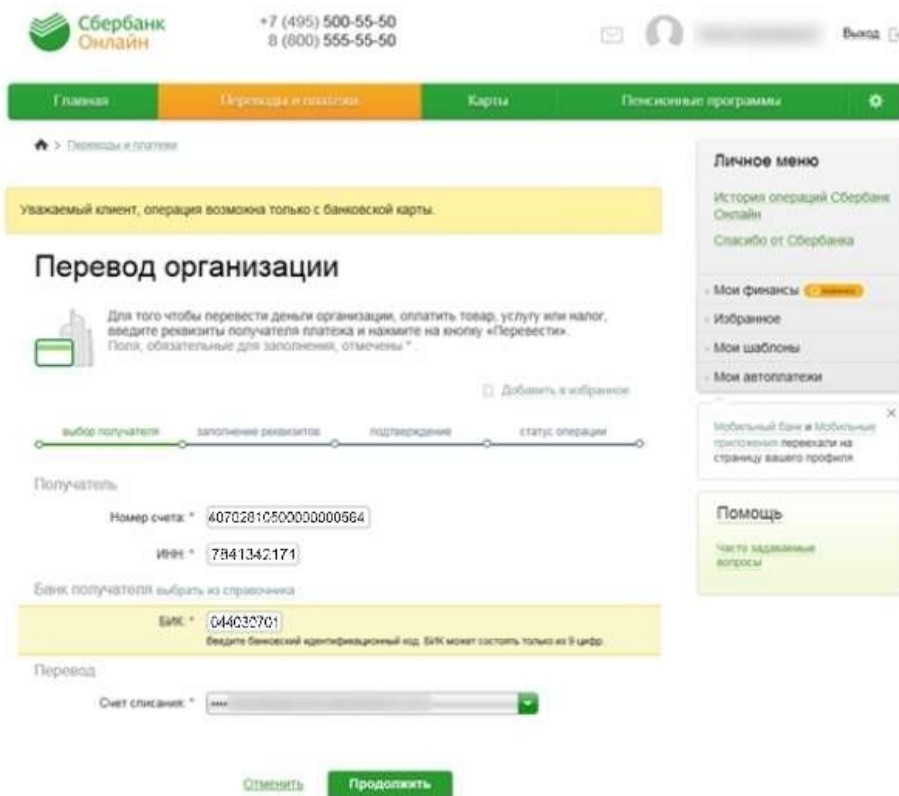 Сбербанк
Онлайн
+7 (495) 500-55-50
8 (800) 555-55-50
Выход
Главная
Переводы и платежи
Карты
Пенсионные программы
Переводы и платежи
Уважаемый клиент, операция возможна только с банковской карты.
Перевод организации
Для того чтобы перевести деньги организации, оплатить товар, услугу или налог,
введите реквизиты получателя платежа и нажмите на кнопку «Перевести».
Поля, обязательные для заполнения, отмечены * .
Добавить в избранное
выбор получателя
заполнение реквизитов
подтверждение
статус операции
Получатель
Номер счета: * 40702810500000000564
ИНН: * 7841342171
Банк получателя выбрать из справочника
БИК: * 044030701
Введите банковский идентификационный код. БИК может состоять только из 9 цифр.
Перевод
Счет списания: * ••••
Отменить
Продолжить
Личное меню
История операций Сбербанк
Онлайн
Спасибо от Сбербанка
Мои финансы
Избранное
Мои шаблоны
Мои автоплатежи
Мобильный банк и Мобильные
приложения переехали на
страницу вашего профиля
Помощь
Часто задаваемые
вопросы